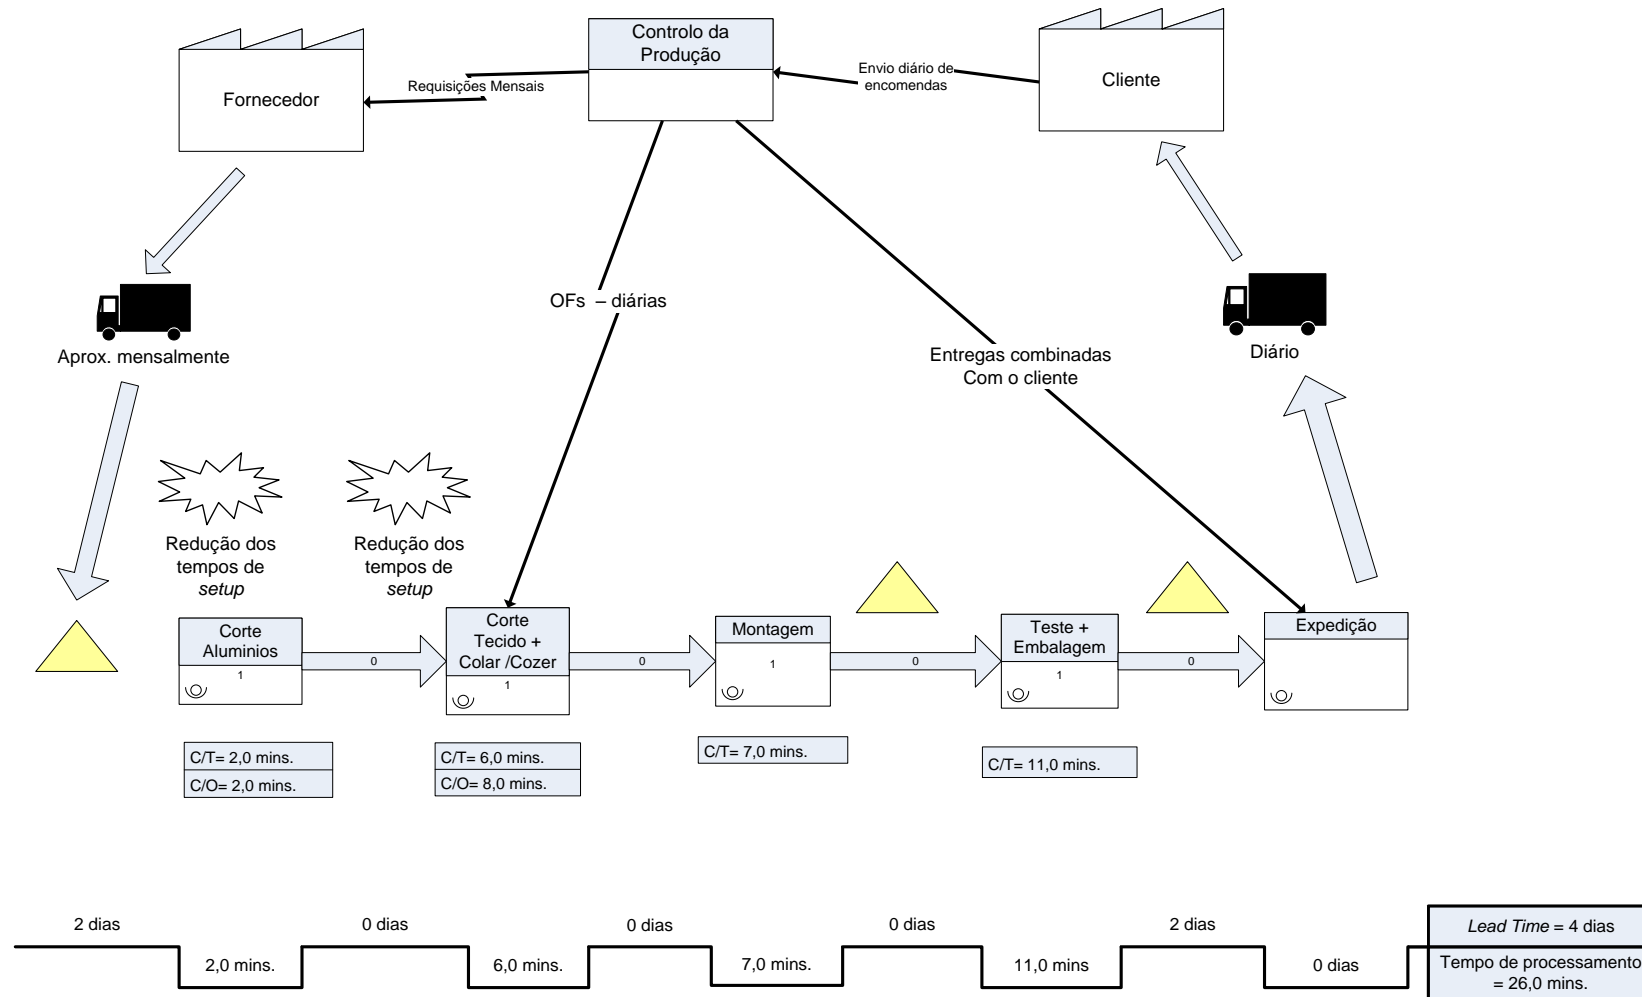 Controlo da
Produção
Fornecedor
Requisições Mensais
Envio diário de
encomendas
Cliente
OFs – diárias
Entregas combinadas
Com o cliente
Aprox. mensalmente
Diário
Redução dos
tempos de
setup
Redução dos
tempos de
setup
Corte
Aluminios
1
0
Corte
Tecido +
Colar /Cozer
1
0
Montagem
1
0
Teste +
Embalagem
1
0
Expedição
C/T= 2,0 mins.
C/O= 2,0 mins.
C/T= 6,0 mins.
C/O= 8,0 mins.
C/T= 7,0 mins.
C/T= 11,0 mins.
2 dias
0 dias
0 dias
0 dias
2 dias
Lead Time = 4 dias
2,0 mins.
6,0 mins.
7,0 mins.
11,0 mins
0 dias
Tempo de processamento
= 26,0 mins.